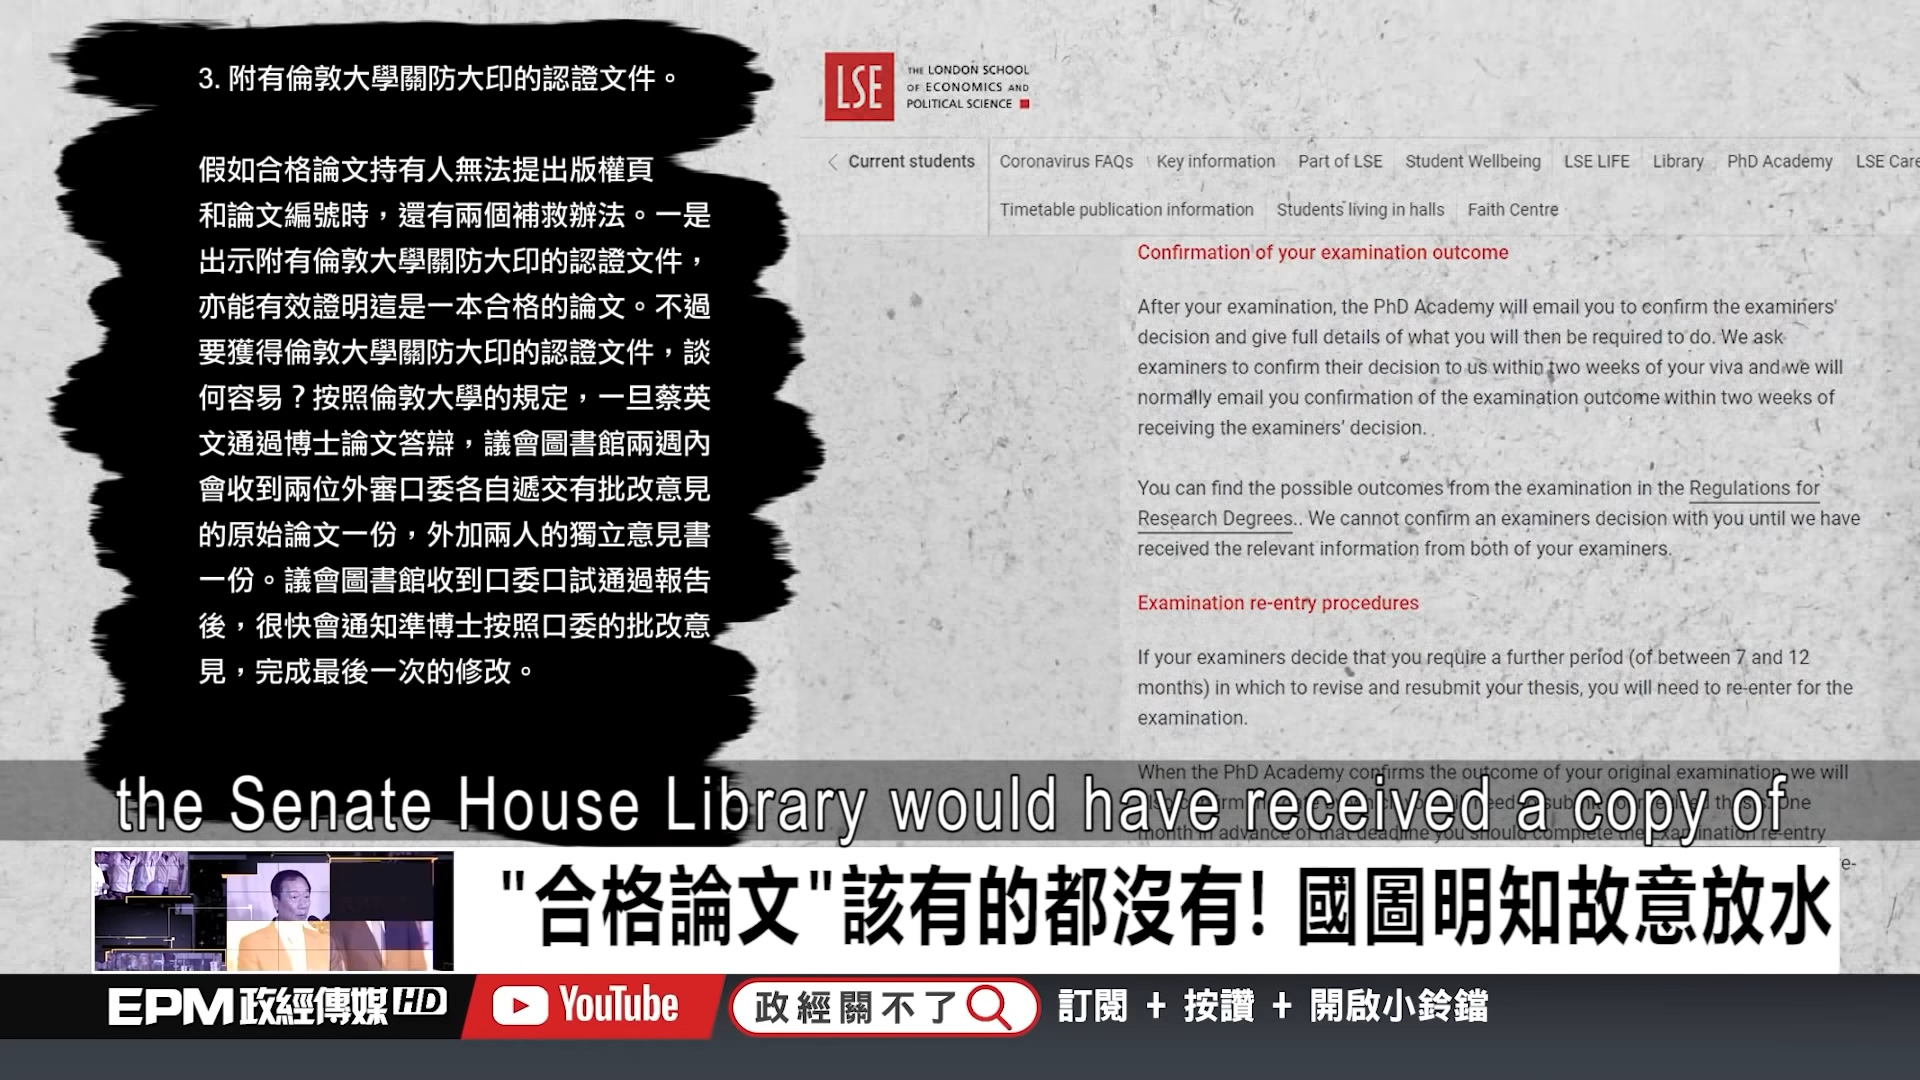 3. 附有倫敦大學關防大印的認證文件。
假如合格論文持有人無法提出版權頁
和論文編號時，還有兩個補救辦法。一是
出示附有倫敦大學關防大印的認證文件，
亦能有效證明這是一本合格的論文。不過
要獲得倫敦大學關防大印的認證文件，談
何容易？按照倫敦大學的規定，一旦蔡英
文通過博士論文答辯，議會圖書館兩週內
會收到兩位外審口委各自遞交有批改意見
的原始論文一份，外加兩人的獨立意見書
一份。議會圖書館收到口委口試通過報告
後，很快會通知準博士按照口委的批改意
見，完成最後一次的修改。
LSE
THE LONDON SCHOOL
OF ECONOMICS AND
POLITICAL SCIENCE
Current students
Coronavirus FAQs Key information Part of LSE Student Wellbeing LSE LIFE Library PhD Academy LSE Care
Timetable publication information Students living in halls Faith Centre
Confirmation of your examination outcome
After your examination, the PhD Academy will email you to confirm the examiners'
decision and give full details of what you will then be required to do. We ask
examiners to confirm their decision to us within two weeks of your viva and we will
normally email you confirmation of the examination outcome within two weeks of
receiving the examiners' decision.
You can find the possible outcomes from the examination in the Regulations for
Research Degrees.. We cannot confirm an examiners decision with you until we have
received the relevant information from both of your examiners.
Examination re-entry procedures
If your examiners decide that you require a further period (of between 7 and 12
months) in which to revise and resubmit your thesis, you will need to re-enter for the
examination.
When the PhD Academy confirms the outcome of your original examination, we will
month in advance of that deadline you should complete the Examination re-entry
the Senate House Library would have received a copy of
"合格論文"該有的都沒有! 國圖明知故意放水
EPM政經傳媒HD
YouTube
政經關不了
訂閱 + 按讚 + 開啟小鈴鐺